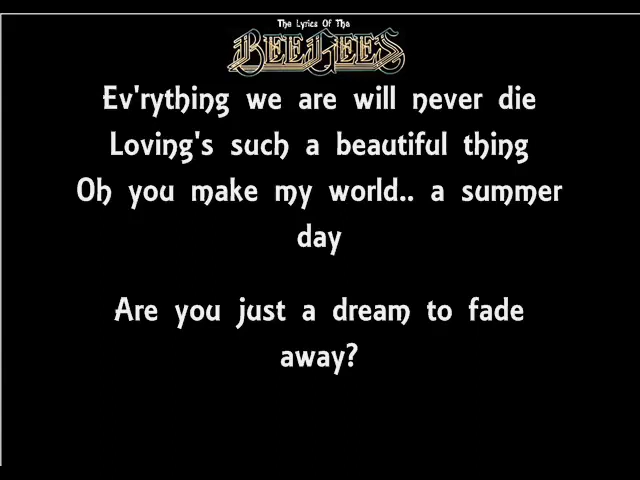 The Lyrics Of The
BEE GEES
Ev'rything we are will never die
Loving's such a beautiful thing
Oh you make my world.. a summer
day
Are you just a dream to fade
away?